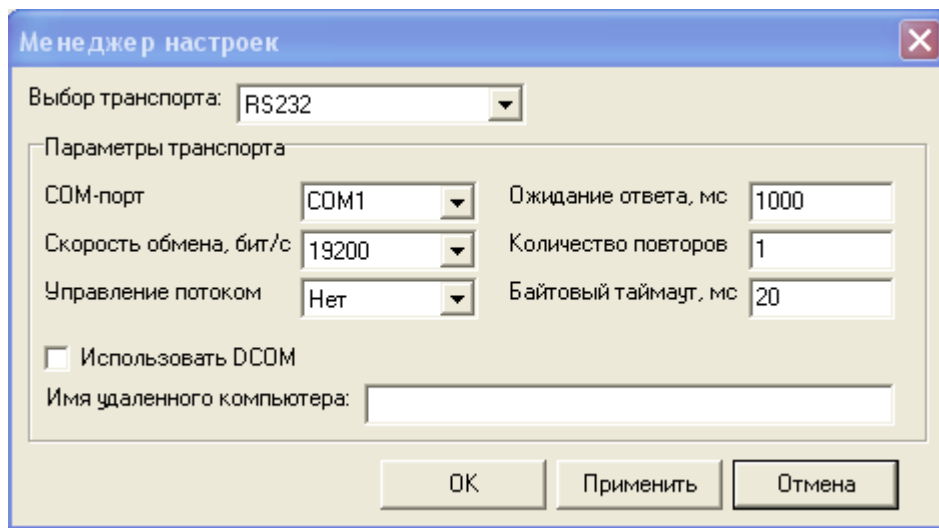 Менеджер настроек
Выбор транспорта: RS232
Параметры транспорта
COM-порт COM1 Ожидание ответа, мс 1000
Скорость обмена, бит/с 19200 Количество повторов 1
Управление потоком Нет Байтовый таймаут, мс 20
Использовать DCOM
Имя удаленного компьютера:
OK Применить Отмена